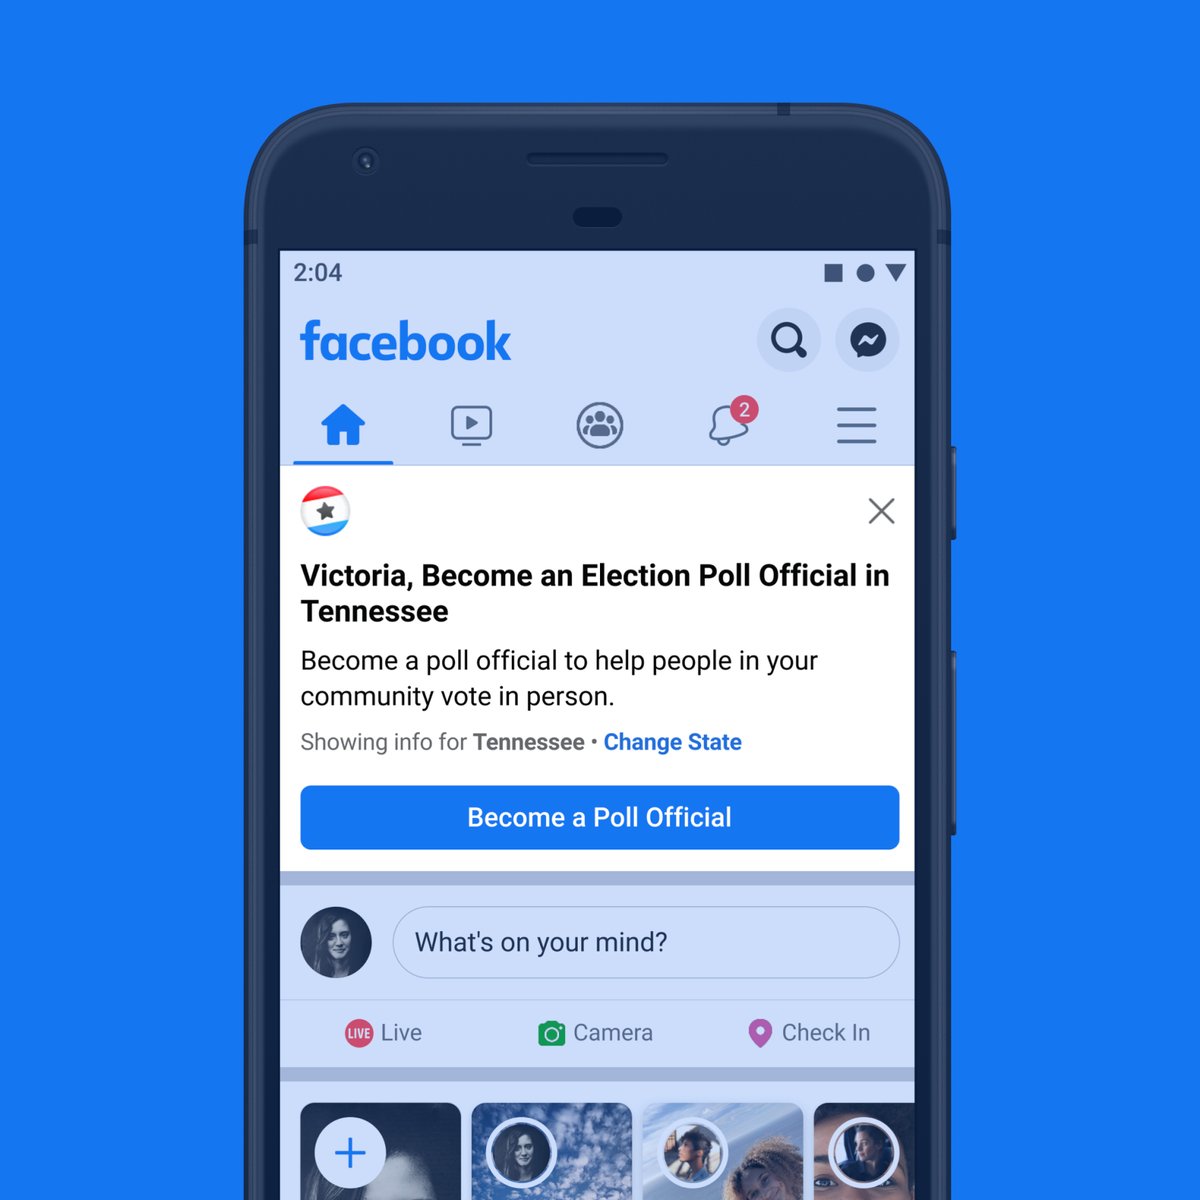 2:04
facebook
2
Victoria, Become an Election Poll Official in
Tennessee
Become a poll official to help people in your
community vote in person.
Showing info for Tennessee • Change State
Become a Poll Official
What's on your mind?
LIVE Live
Camera
Check In